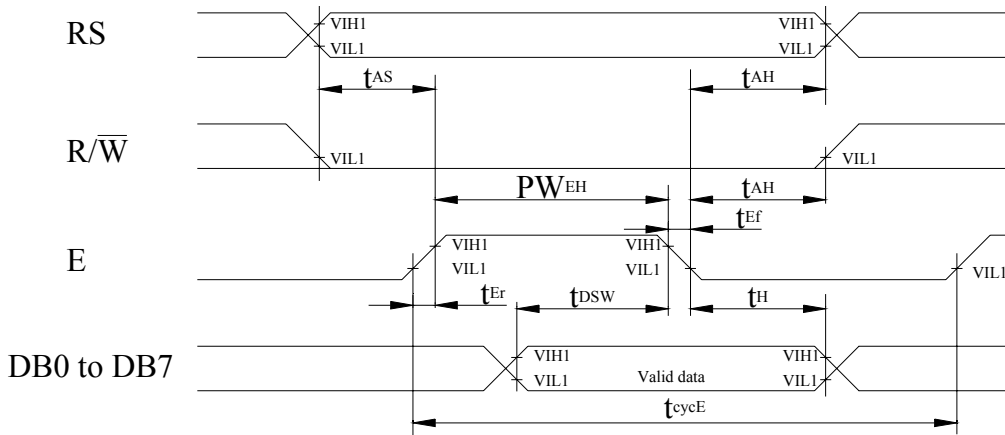 RS
VIH1 VIH1
VIL1 VIL1
tAS tAH
R/W̅
VIL1 VIL1
PWEH tAH
tEf
E
VIH1 VIH1
VIL1 VIL1 VIL1
tEr tDSW tH
DB0 to DB7
VIH1 VIH1
VIL1 Valid data VIL1
tcycE